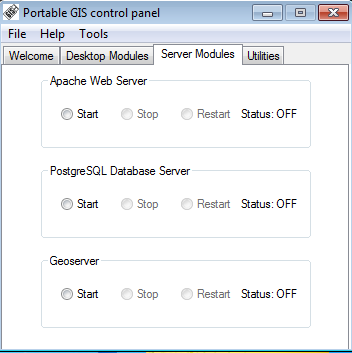 Portable GIS control panel
File Help Tools
Welcome Desktop Modules Server Modules Utilities
Apache Web Server
Start Stop Restart Status: OFF
PostgreSQL Database Server
Start Stop Restart Status: OFF
Geoserver
Start Stop Restart Status: OFF